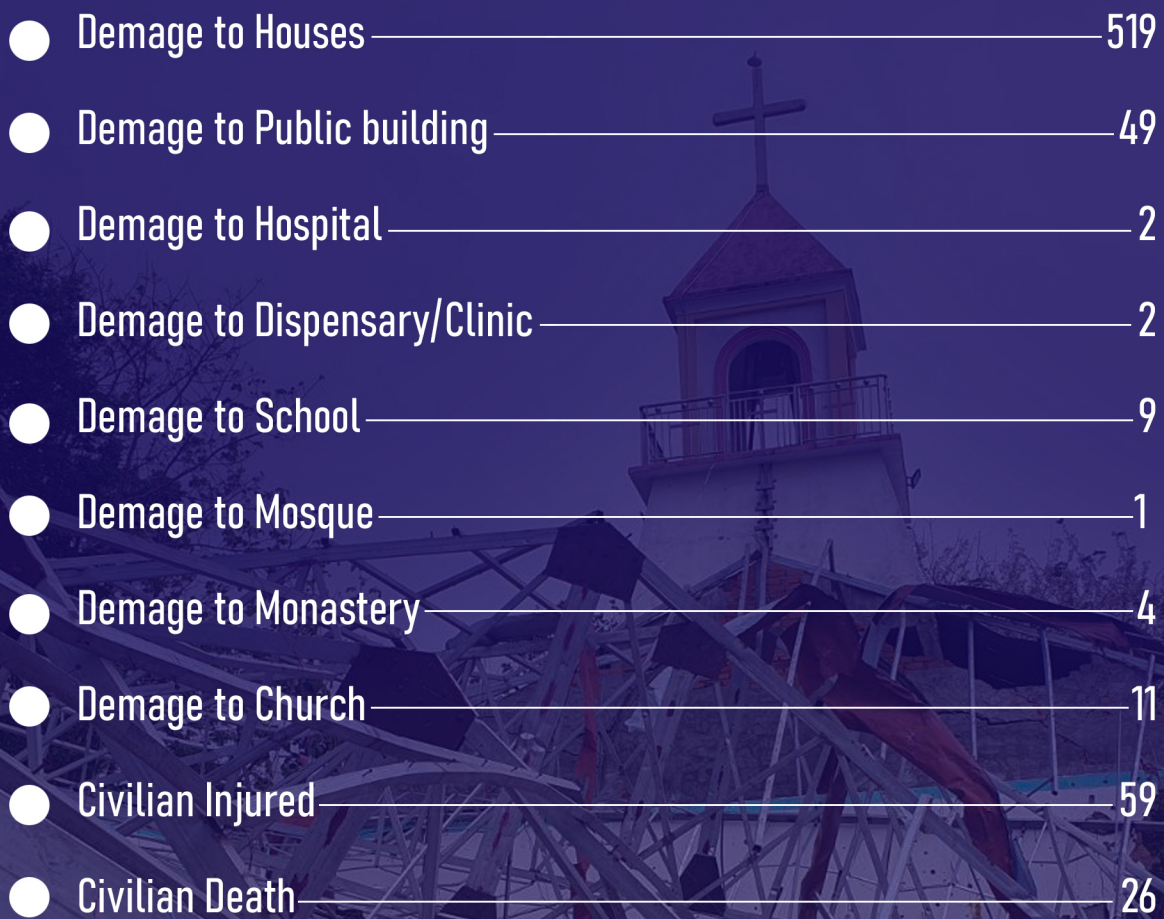 Demage to Houses 519
Demage to Public building 49
Demage to Hospital 2
Demage to Dispensary/Clinic 2
Demage to School 9
Demage to Mosque 1
Demage to Monastery 4
Demage to Church 11
Civilian Injured 59
Civilian Death 26